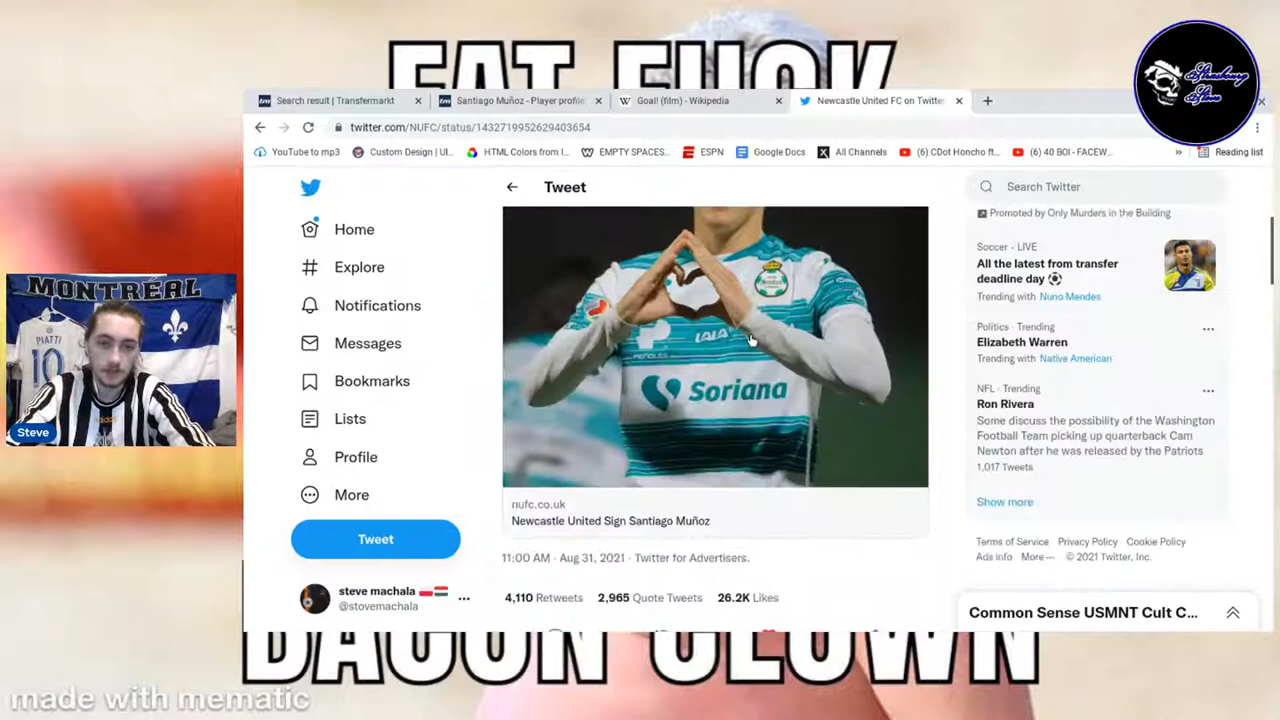 FAT FUCK
Strasbourg
Slove
Search result | Transfermarkt
Santiago Muñoz - Player profile
Goal! (film) - Wikipedia
Newcastle United FC on Twitter
twitter.com/NUFC/status/1432719952629403654
YouTube to mp3
Custom Design | UI...
HTML Colors from I...
EMPTY SPACES...
ESPN
Google Docs
All Channels
(6) CDot Honcho ft...
(6) 40 BOI - FACEW...
»
Reading list
Tweet
Search Twitter
Home
Explore
Notifications
Messages
Bookmarks
Lists
Profile
More
Tweet
steve machala
@stovemachala
LALA
Soriana
nufc.co.uk
Newcastle United Sign Santiago Muñoz
11:00 AM · Aug 31, 2021 · Twitter for Advertisers.
4,110 Retweets 2,965 Quote Tweets 26.2K Likes
Promoted by Only Murders in the Building
Soccer · LIVE
All the latest from transfer
deadline day
Trending with Nuno Mendes
Politics · Trending
Elizabeth Warren
Trending with Native American
NFL · Trending
Ron Rivera
Some discuss the possibility of the Washington
Football Team picking up quarterback Cam
Newton after he was released by the Patriots
1,017 Tweets
Show more
Terms of Service Privacy Policy Cookie Policy
Ads info More ··· © 2021 Twitter, Inc.
Common Sense USMNT Cult C...
MONTRÉAL
PIATTI
10
Steve
BACON CLOWN
made with mematic